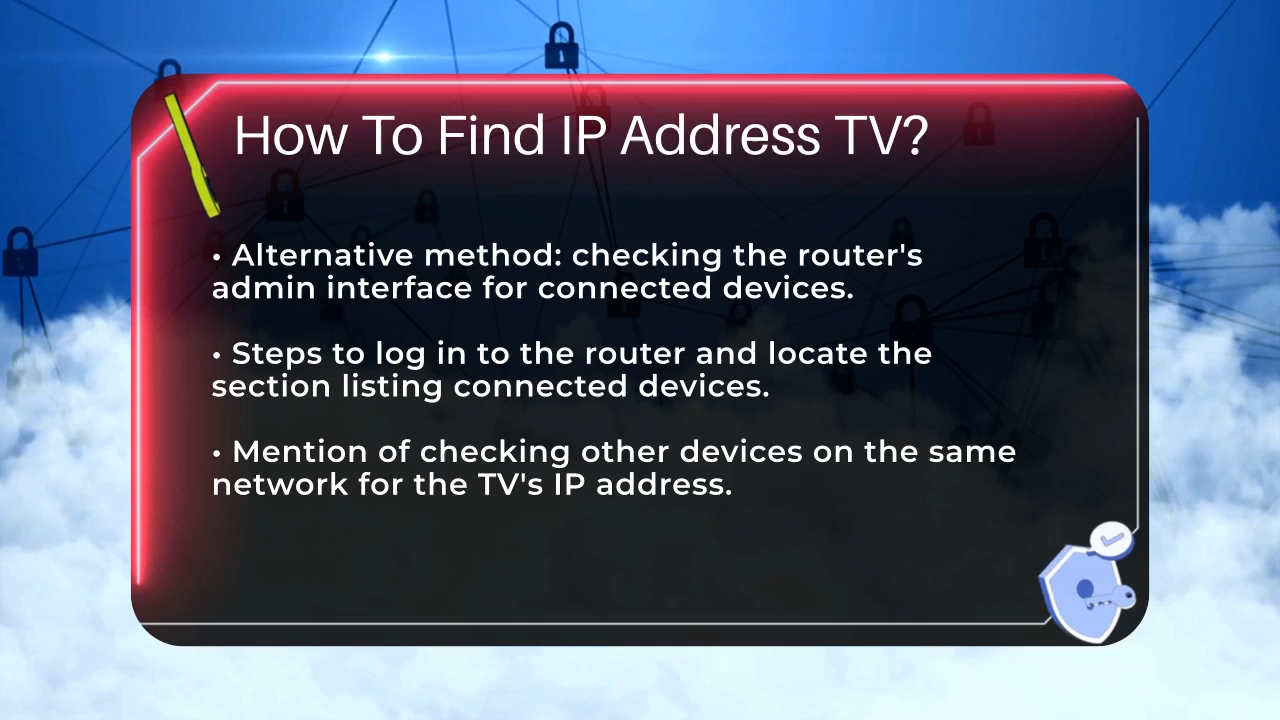 How To Find IP Address TV?
• Alternative method: checking the router's
admin interface for connected devices.
• Steps to log in to the router and locate the
section listing connected devices.
• Mention of checking other devices on the same
network for the TV's IP address.